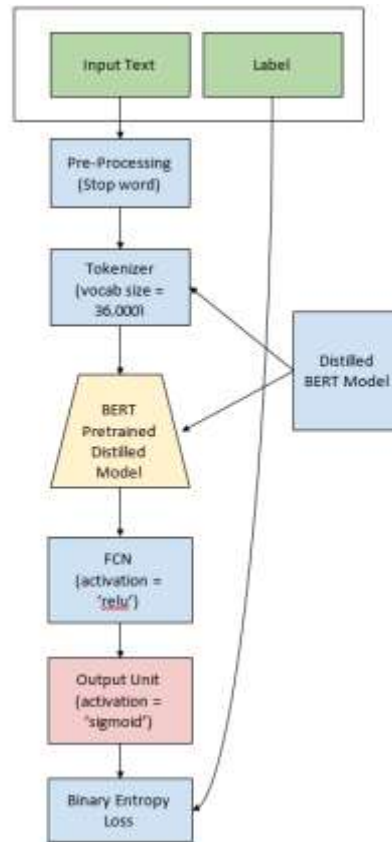 Input Text
Label
Pre-Processing
(Stop word)
Tokenizer
(vocab size =
36,000)
Distilled
BERT Model
BERT
Pretrained
Distilled
Model
FCN
(activation =
'relu')
Output Unit
(activation =
'sigmoid')
Binary Entropy
Loss